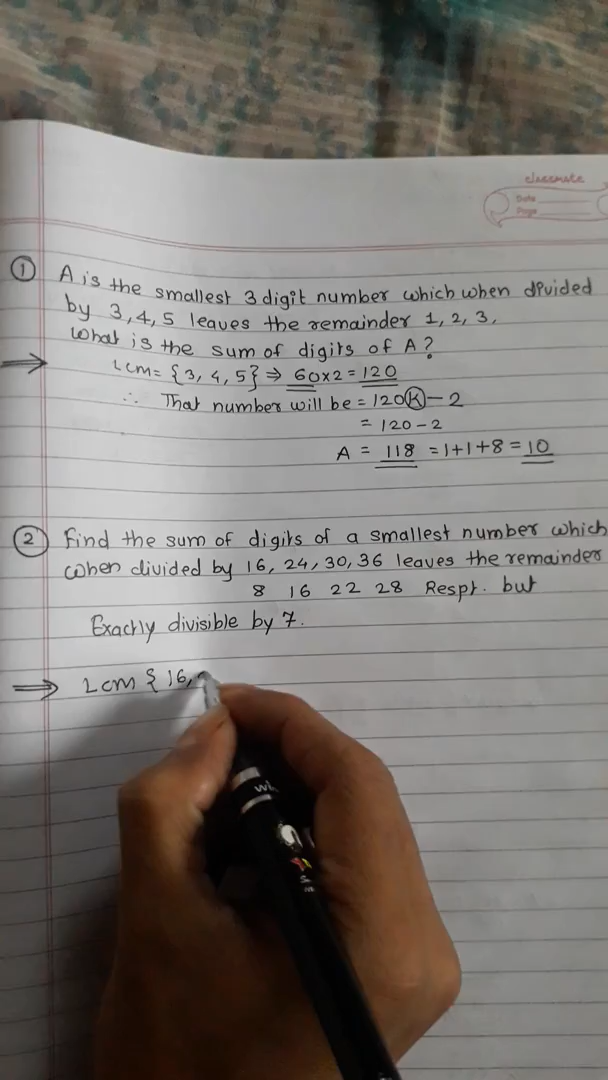 classmate
Date
Page
① A is the smallest 3 digit number which when divided
by 3,4,5 leaves the remainder 1, 2, 3,
What is the sum of digits of A?
⇒ LCM= {3, 4, 5} ⇒ 60×2=120
∴ That number will be = 120k-2
= 120-2
A = 118 =1+1+8=10
② Find the sum of digits of a smallest number which
when divided by 16, 24, 30, 36 leaves the remainder
8 16 22 28 Respt. but
Exactly divisible by 7.
⇒ LCM { 16,